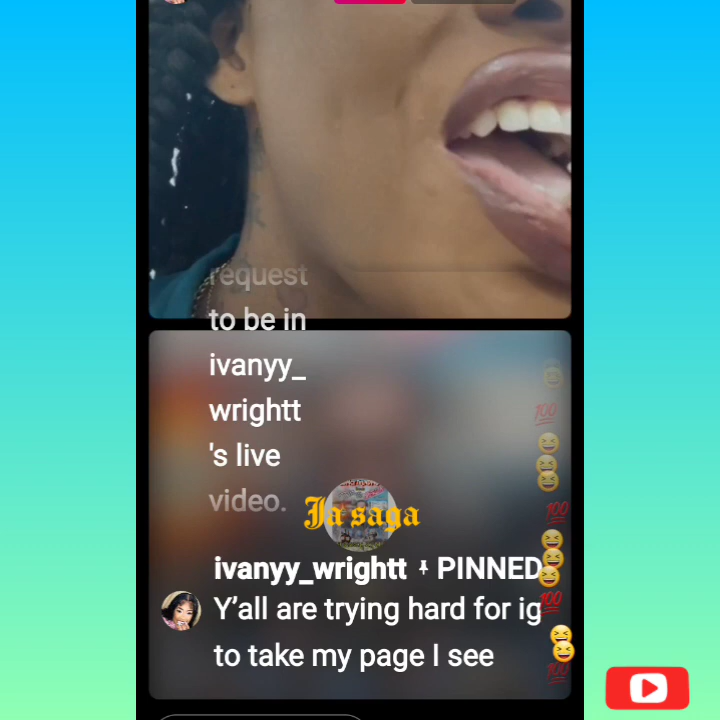 request
to be in
ivanyy_
wrightt
's live
video.
Ja saga
ivanyy_wrightt PINNED
Y’all are trying hard for ig
to take my page I see